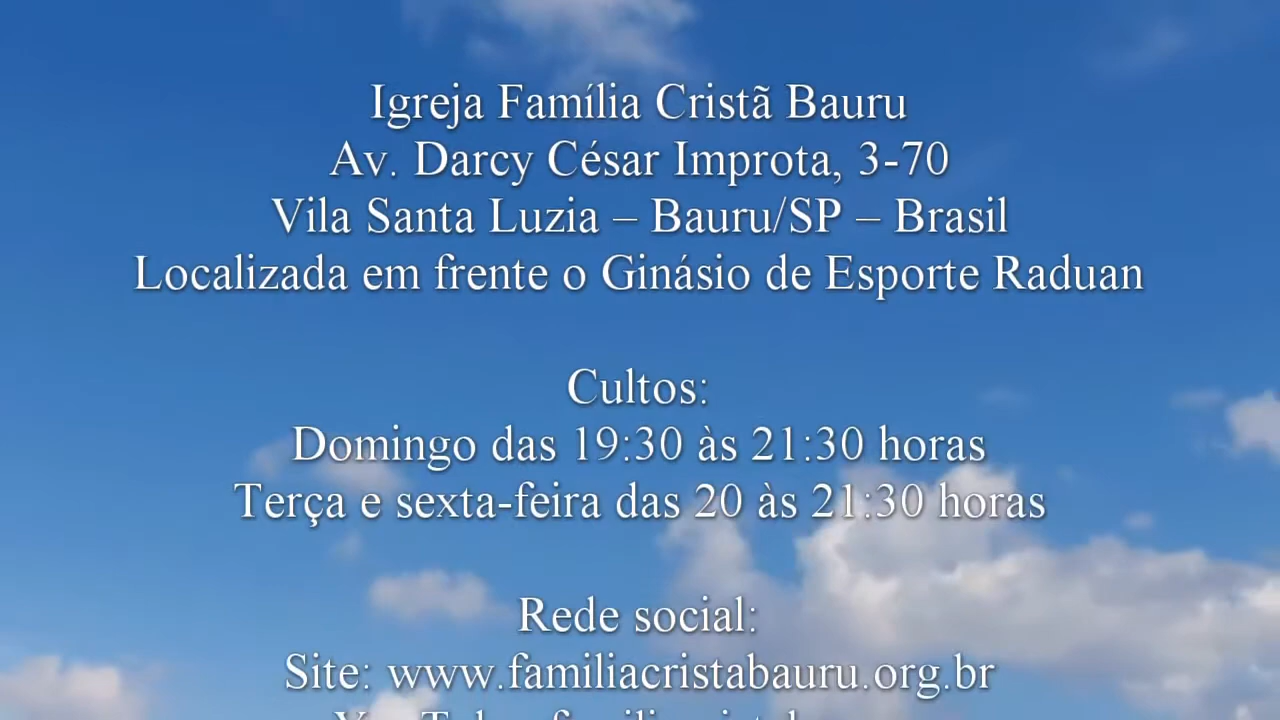 Igreja Família Cristã Bauru
Av. Darcy César Improta, 3-70
Vila Santa Luzia – Bauru/SP – Brasil
Localizada em frente o Ginásio de Esporte Raduan
Cultos:
Domingo das 19:30 às 21:30 horas
Terça e sexta-feira das 20 às 21:30 horas
Rede social:
Site: www.familiacristabauru.org.br